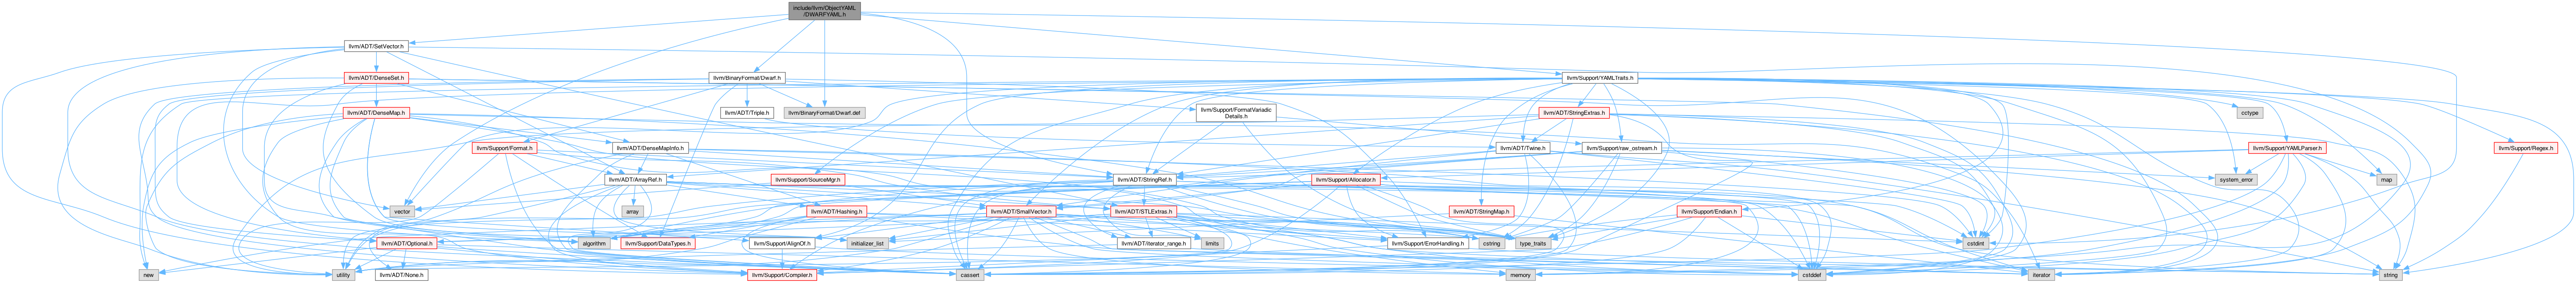 include/llvm/ObjectYAML
/DWARFYAML.h
llvm/ADT/SetVector.h
llvm/ADT/DenseSet.h
llvm/BinaryFormat/Dwarf.h
llvm/Support/YAMLTraits.h
llvm/ADT/DenseMap.h
llvm/ADT/Triple.h
llvm/BinaryFormat/Dwarf.def
llvm/Support/FormatVariadic
Details.h
llvm/ADT/StringExtras.h
cctype
llvm/Support/Format.h
llvm/ADT/DenseMapInfo.h
llvm/ADT/Twine.h
llvm/Support/raw_ostream.h
llvm/Support/YAMLParser.h
llvm/Support/Regex.h
llvm/ADT/ArrayRef.h
llvm/Support/SourceMgr.h
llvm/ADT/StringRef.h
llvm/Support/Allocator.h
system_error
map
vector
array
llvm/ADT/Hashing.h
llvm/ADT/SmallVector.h
llvm/ADT/STLExtras.h
llvm/ADT/StringMap.h
llvm/Support/Endian.h
llvm/ADT/Optional.h
algorithm
llvm/Support/DataTypes.h
llvm/Support/AlignOf.h
initializer_list
llvm/ADT/iterator_range.h
limits
llvm/Support/ErrorHandling.h
cstring
type_traits
cstdint
new
utility
llvm/ADT/None.h
llvm/Support/Compiler.h
cassert
memory
cstddef
iterator
string